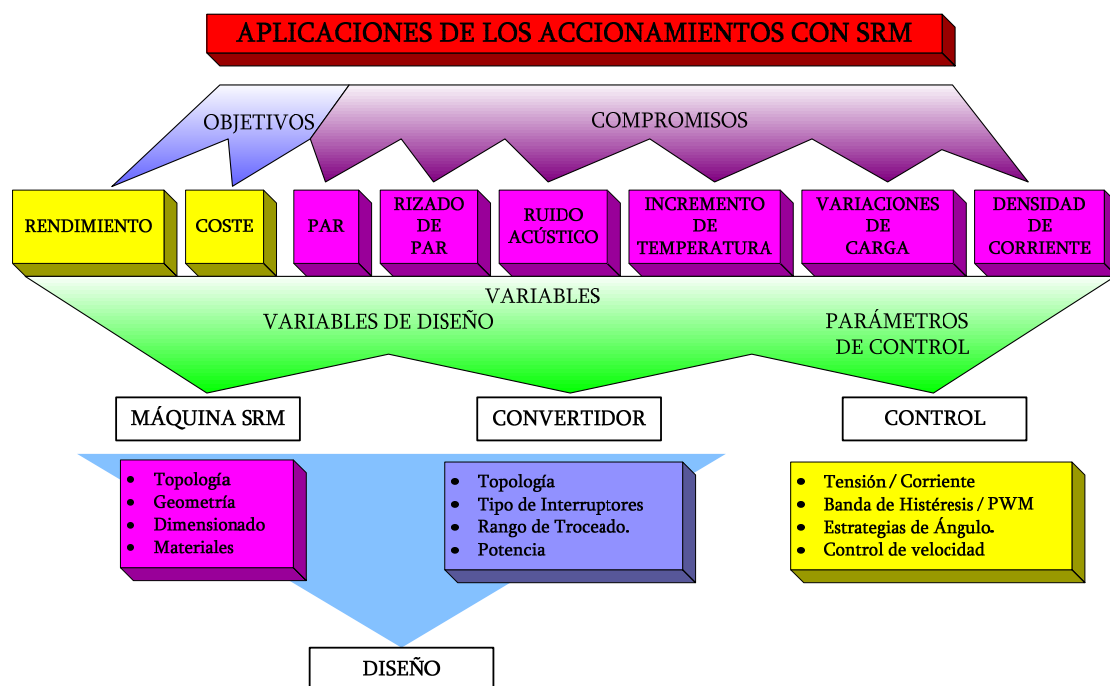 APLICACIONES DE LOS ACCIONAMIENTOS CON SRM
OBJETIVOS
COMPROMISOS
RENDIMIENTO
COSTE
PAR
RIZADO
DE
PAR
RUIDO
ACÚSTICO
INCREMENTO
DE
TEMPERATURA
VARIACIONES
DE
CARGA
DENSIDAD
DE
CORRIENTE
VARIABLES
VARIABLES DE DISEÑO
PARÁMETROS
DE CONTROL
MÁQUINA SRM
CONVERTIDOR
CONTROL
• Topología
• Geometría
• Dimensionado
• Materiales
• Topología
• Tipo de Interruptores
• Rango de Troceado.
• Potencia
• Tensión / Corriente
• Banda de Histéresis / PWM
• Estrategias de Ángulo.
• Control de velocidad
DISEÑO